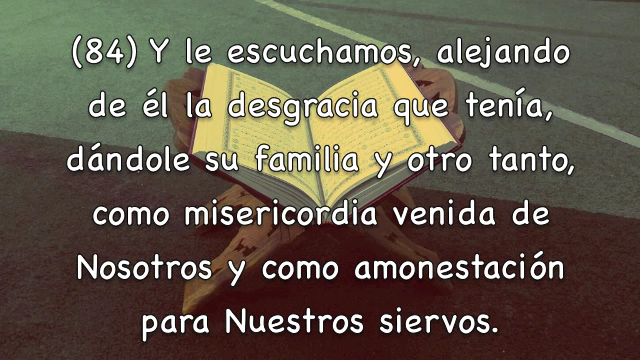 (84) Y le escuchamos, alejando
de él la desgracia que tenía,
dándole su familia y otro tanto,
como misericordia venida de
Nosotros y como amonestación
para Nuestros siervos.